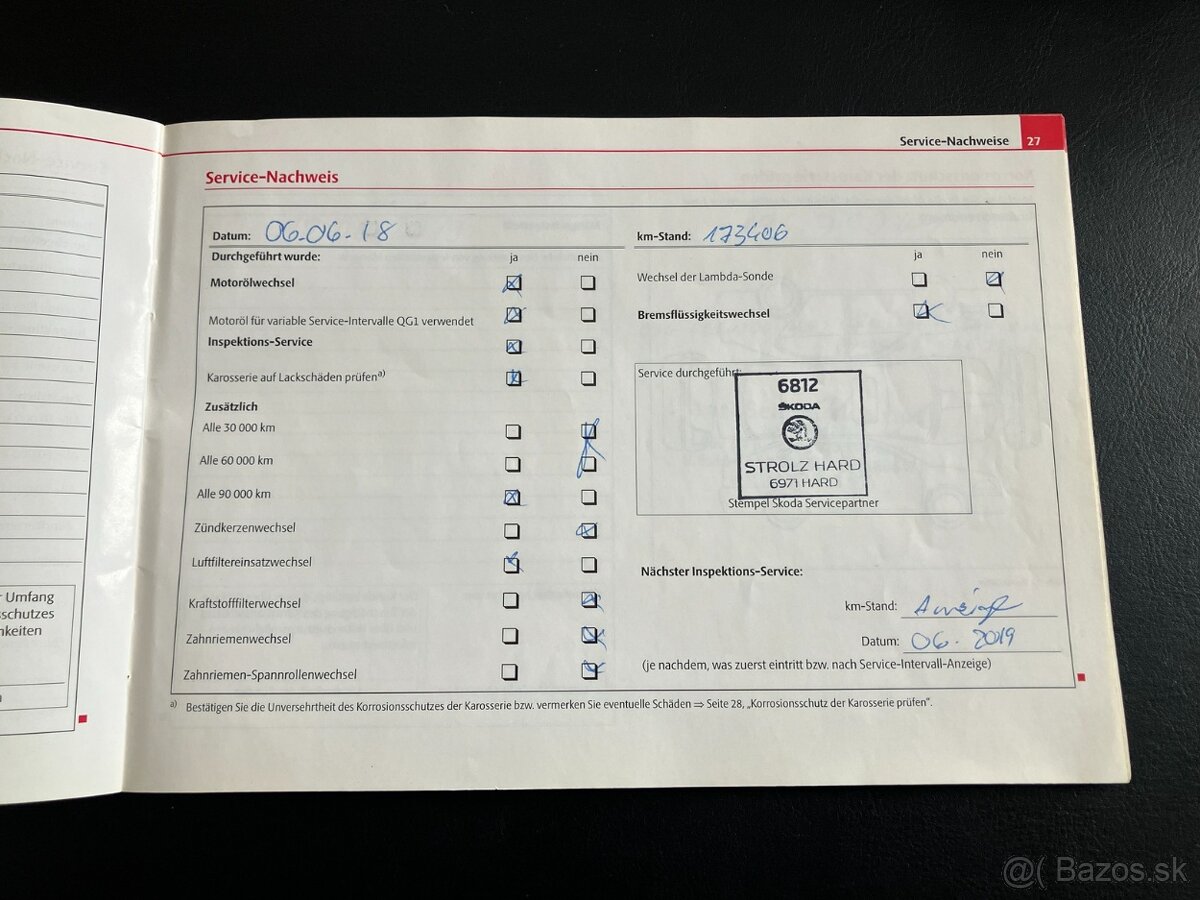 Service-Nachweise 27
Service-Nachweis
Datum: 06.06.18
Durchgeführt wurde: ja nein
Motorölwechsel
Motoröl für variable Service-Intervalle QG1 verwendet
Inspektions-Service
Karosserie auf Lackschäden prüfen a)
Zusätzlich
Alle 30 000 km
Alle 60 000 km
Alle 90 000 km
Zündkerzenwechsel
Luftfiltereinsatzwechsel
Kraftstofffilterwechsel
Zahnriemenwechsel
Zahnriemen-Spannrollenwechsel
km-Stand: 173406
ja nein
Wechsel der Lambda-Sonde
Bremsflüssigkeitswechsel
Service durchgeführt:
6812
ŠKODA
STROLZ HARD
6971 HARD
Stempel Skoda Servicepartner
Nächster Inspektions-Service:
km-Stand:
Datum: 06.2019
(je nachdem, was zuerst eintritt bzw. nach Service-Intervall-Anzeige)
a) Bestätigen Sie die Unversehrtheit des Korrosionsschutzes der Karosserie bzw. vermerken Sie eventuelle Schäden ⇒ Seite 28, „Korrosionsschutz der Karosserie prüfen“.
Umfang
schutzes
keiten
@( Bazos.sk